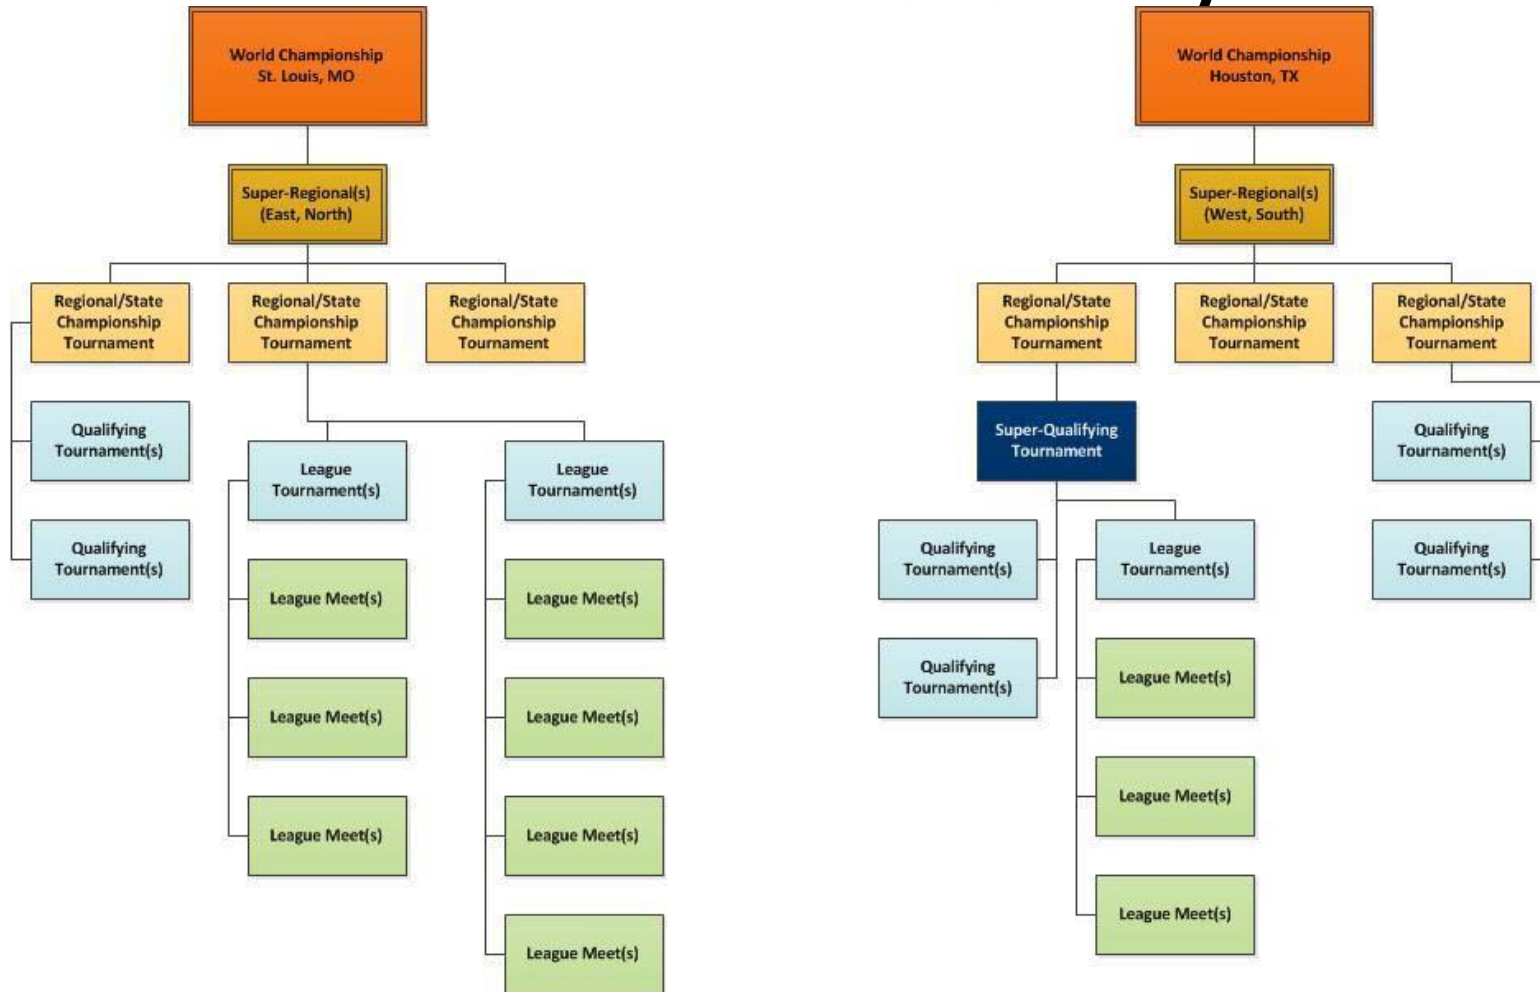 World Championship
St. Louis, MO
Super-Regional(s)
(East, North)
Regional/State
Championship
Tournament
Regional/State
Championship
Tournament
Regional/State
Championship
Tournament
Qualifying
Tournament(s)
Qualifying
Tournament(s)
League
Tournament(s)
League Meet(s)
League Meet(s)
League Meet(s)
League
Tournament(s)
League Meet(s)
League Meet(s)
League Meet(s)
League Meet(s)
World Championship
Houston, TX
Super-Regional(s)
(West, South)
Regional/State
Championship
Tournament
Regional/State
Championship
Tournament
Regional/State
Championship
Tournament
Super-Qualifying
Tournament
Qualifying
Tournament(s)
Qualifying
Tournament(s)
League
Tournament(s)
League Meet(s)
League Meet(s)
League Meet(s)
Qualifying
Tournament(s)
Qualifying
Tournament(s)